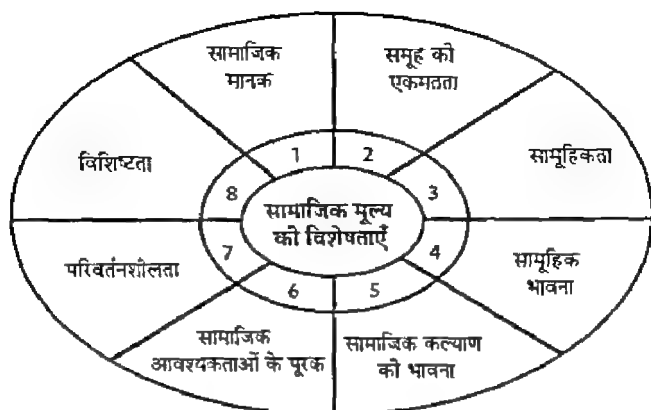 सामाजिक
मानक
समूह की
एकमतता
सामूहिकता
सामूहिक
भावना
सामाजिक कल्याण
की भावना
सामाजिक
आवश्यकताओं के पूरक
परिवर्तनशीलता
विशिष्टता
1
2
3
4
5
6
7
8
सामाजिक मूल्य
की विशेषताएँ